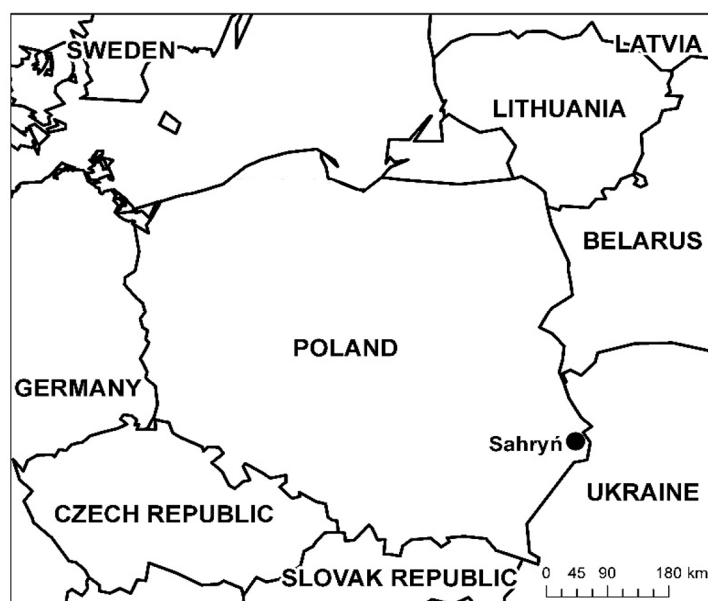 SWEDEN
LATVIA
LITHUANIA
BELARUS
POLAND
GERMANY
Sahryń
UKRAINE
CZECH REPUBLIC
SLOVAK REPUBLIC
0 45 90 180 km